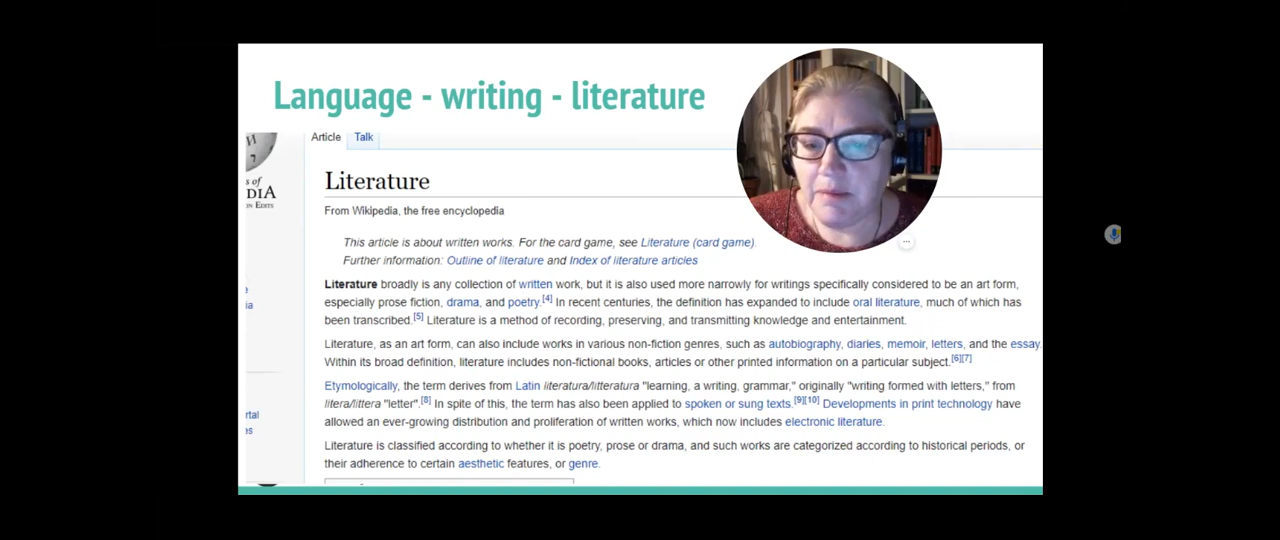 Language - writing - literature
Article Talk
s of
DIA
ON EDITS
Literature
From Wikipedia, the free encyclopedia
This article is about written works. For the card game, see Literature (card game).
Further information: Outline of literature and Index of literature articles
Literature broadly is any collection of written work, but it is also used more narrowly for writings specifically considered to be an art form,
especially prose fiction, drama, and poetry.[4] In recent centuries, the definition has expanded to include oral literature, much of which has
been transcribed.[5] Literature is a method of recording, preserving, and transmitting knowledge and entertainment.
Literature, as an art form, can also include works in various non-fiction genres, such as autobiography, diaries, memoir, letters, and the essay.
Within its broad definition, literature includes non-fictional books, articles or other printed information on a particular subject.[6][7]
Etymologically, the term derives from Latin literatura/litteratura "learning, a writing, grammar," originally "writing formed with letters," from
litera/littera "letter".[8] In spite of this, the term has also been applied to spoken or sung texts.[9][10] Developments in print technology have
allowed an ever-growing distribution and proliferation of written works, which now includes electronic literature.
Literature is classified according to whether it is poetry, prose or drama, and such works are categorized according to historical periods, or
their adherence to certain aesthetic features, or genre.
e
ia
rtal
es